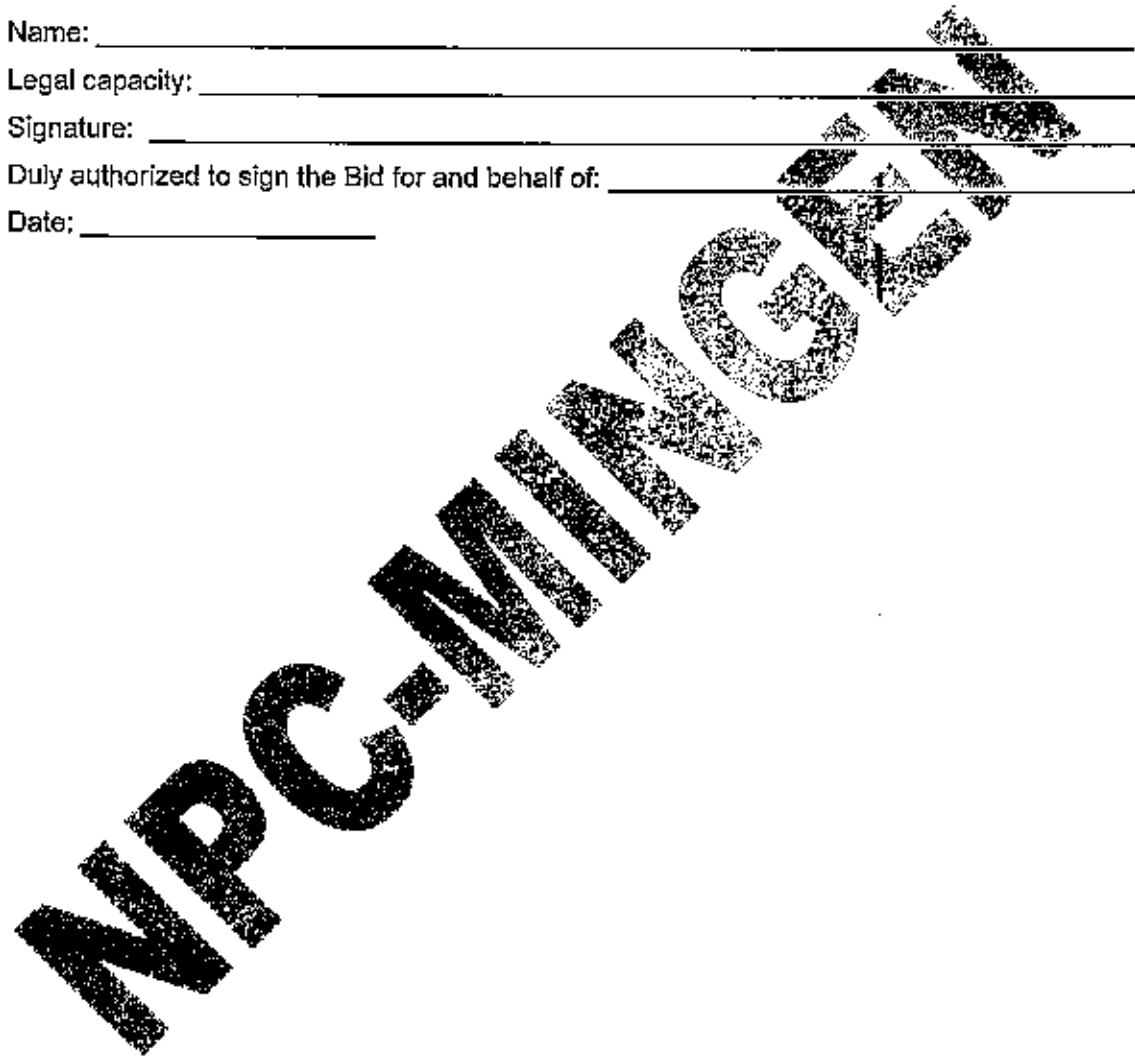 Name:
Legal capacity:
Signature:
Duly authorized to sign the Bid for and behalf of:
Date:
NPC-MINGEN